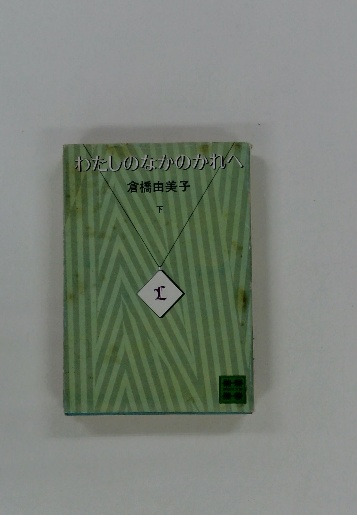 わたしのなかのかれへ
倉橋由美子
下
L